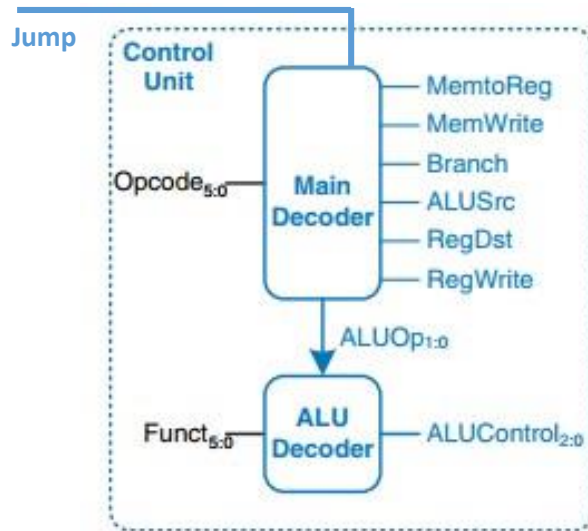 Jump
Control
Unit
MemtoReg
MemWrite
Branch
Opcode5:0
Main
Decoder
ALUSrc
RegDst
RegWrite
ALUOp1:0
Funct5:0
ALU
Decoder
ALUControl2:0